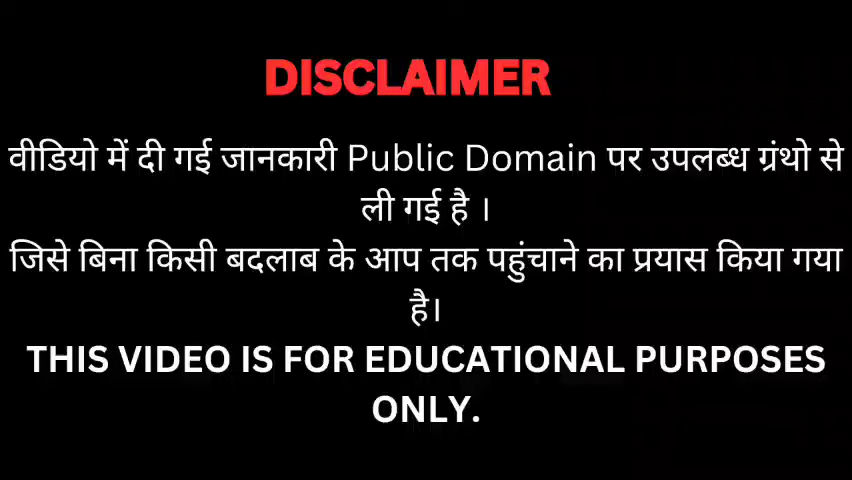 DISCLAIMER
वीडियो में दी गई जानकारी Public Domain पर उपलब्ध ग्रंथो से
ली गई है ।
जिसे बिना किसी बदलाब के आप तक पहुंचाने का प्रयास किया गया
है।
THIS VIDEO IS FOR EDUCATIONAL PURPOSES
ONLY.